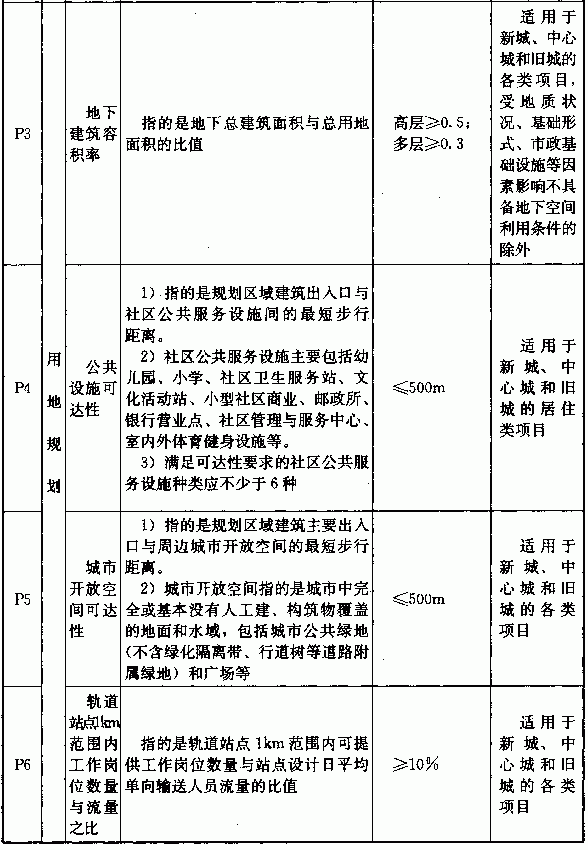 P3
用
地
规
划
地下
建筑容
积率
指的是地下总建筑面积与总用地
面积的比值
高层≥0.5;
多层≥0.3
适用于
新城、中心
城和旧城的
各类项目,
受地质状
况、基础形
式、市政基
础设施等因
素影响不具
备地下空间
利用条件的
除外
P4
公共
设施可
达性
1) 指的是规划区域建筑出入口与
社区公共服务设施间的最短步行
距离。
2) 社区公共服务设施主要包括幼
儿园、小学、社区卫生服务站、文
化活动站、小型社区商业、邮政所、
银行营业点、社区管理与服务中心、
室内外体育健身设施等。
3) 满足可达性要求的社区公共服
务设施种类应不少于6种
≤500m
适用于
新城、中
心城和旧
城的居住
类项目
P5
城市
开放空
间可达
性
1) 指的是规划区域建筑主要出入
口与周边城市开放空间的最短步行
距离。
2) 城市开放空间指的是城市中完
全或基本没有人工建、构筑物覆盖
的地面和水域，包括城市公共绿地
(不含绿化隔离带、行道树等道路附
属绿地) 和广场等
≤500m
适用于
新城、中
心城和旧
城的各类
项目
P6
轨道
站点1km
范围内
工作岗
位数量
与流量
之比
指的是轨道站点1km范围内可提
供工作岗位数量与站点设计日平均
单向输送人员流量的比值
≥10%
适用于
新城、中
心城和旧
城的各类
项目